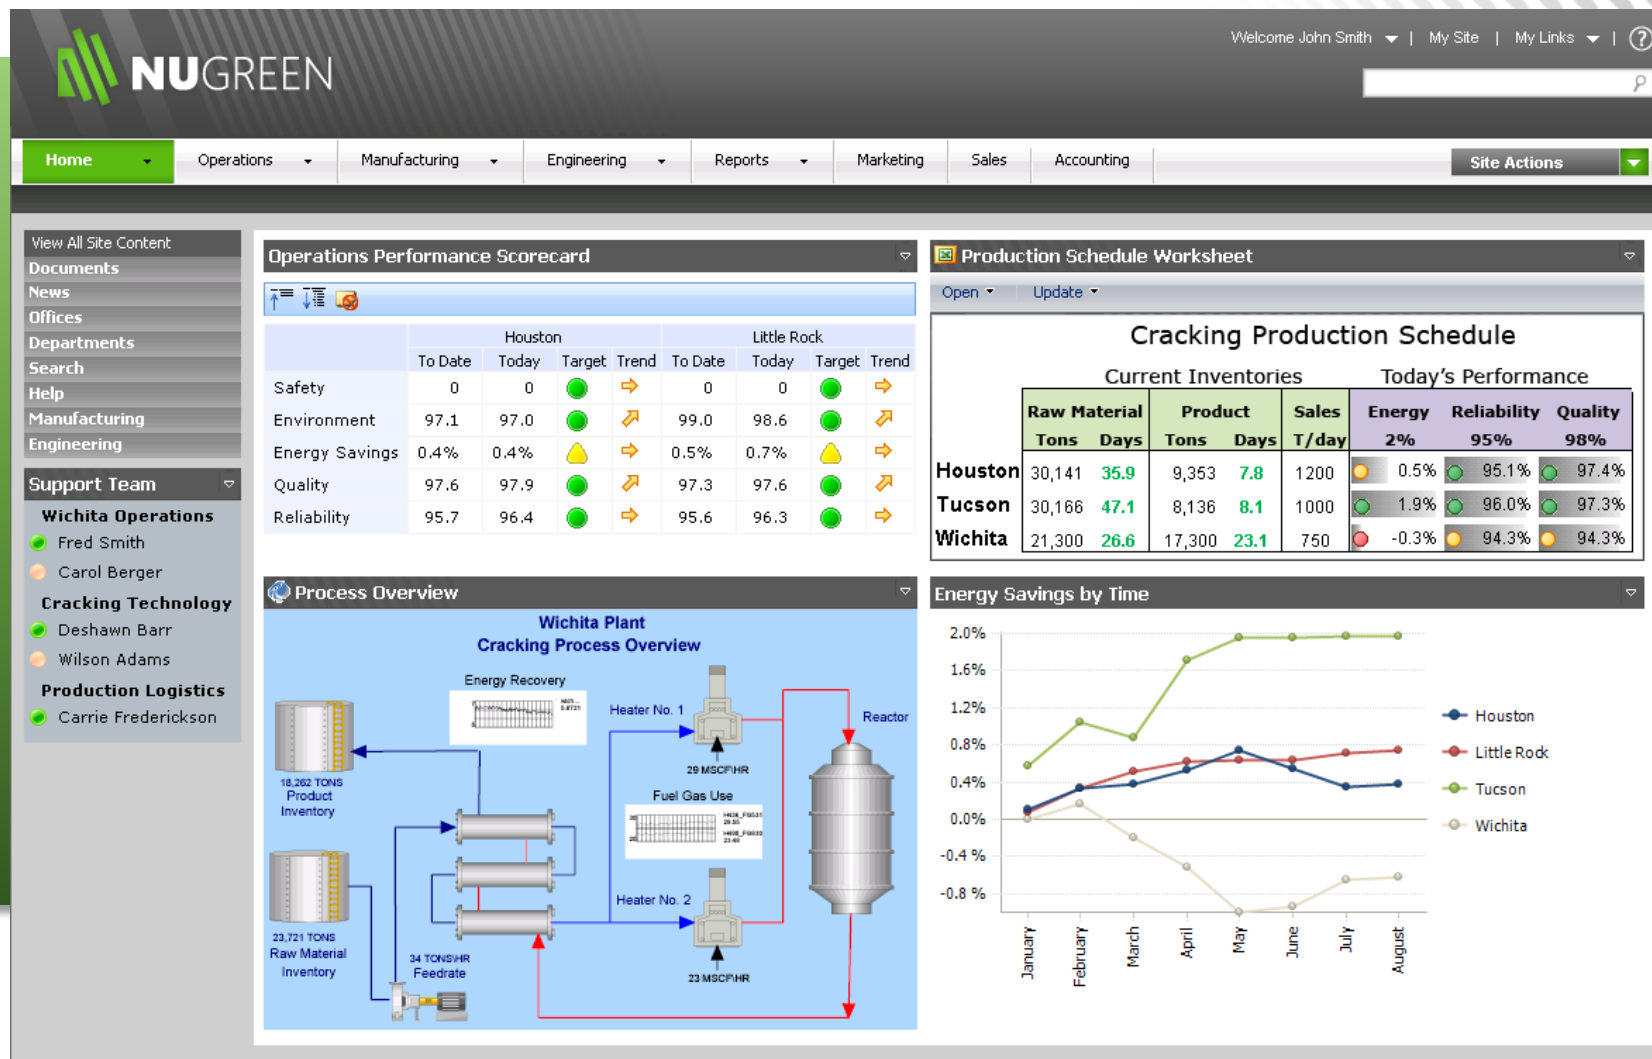 NUGREEN
Welcome John Smith | My Site | My Links |
Home Operations Manufacturing Engineering Reports Marketing Sales Accounting Site Actions
View All Site Content
Documents
News
Offices
Departments
Search
Help
Manufacturing
Engineering
Support Team
Wichita Operations
Fred Smith
Carol Berger
Cracking Technology
Deshawn Barr
Wilson Adams
Production Logistics
Carrie Frederickson
Operations Performance Scorecard
Houston Little Rock
To Date Today Target Trend To Date Today Target Trend
Safety 0 0 0 0
Environment 97.1 97.0 99.0 98.6
Energy Savings 0.4% 0.4% 0.5% 0.7%
Quality 97.6 97.9 97.3 97.6
Reliability 95.7 96.4 95.6 96.3
Production Schedule Worksheet
Open Update
Cracking Production Schedule
Current Inventories Today's Performance
Raw Material Product Sales Energy Reliability Quality
Tons Days Tons Days T/day 2% 95% 98%
Houston 30,141 35.9 9,353 7.8 1200 0.5% 95.1% 97.4%
Tucson 30,166 47.1 8,136 8.1 1000 1.9% 96.0% 97.3%
Wichita 21,300 26.6 17,300 23.1 750 -0.3% 94.3% 94.3%
Process Overview
Wichita Plant
Cracking Process Overview
Energy Recovery
Heater No. 1
Reactor
29 MSCF\HR
18,262 TONS
Product
Inventory
Fuel Gas Use
Heater No. 2
23,721 TONS
Raw Material
Inventory
34 TONS\HR
Feedrate
23 MSCF\HR
Energy Savings by Time
2.0%
1.6%
1.2%
0.8%
0.4%
0.0%
-0.4 %
-0.8 %
January
February
March
April
May
June
July
August
Houston
Little Rock
Tucson
Wichita